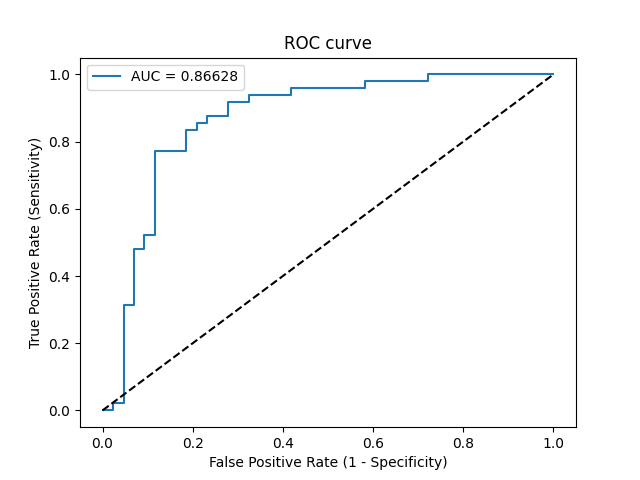 ROC curve
AUC = 0.86628
1.0
0.8
0.6
0.4
0.2
0.0
True Positive Rate (Sensitivity)
0.0 0.2 0.4 0.6 0.8 1.0
False Positive Rate (1 - Specificity)